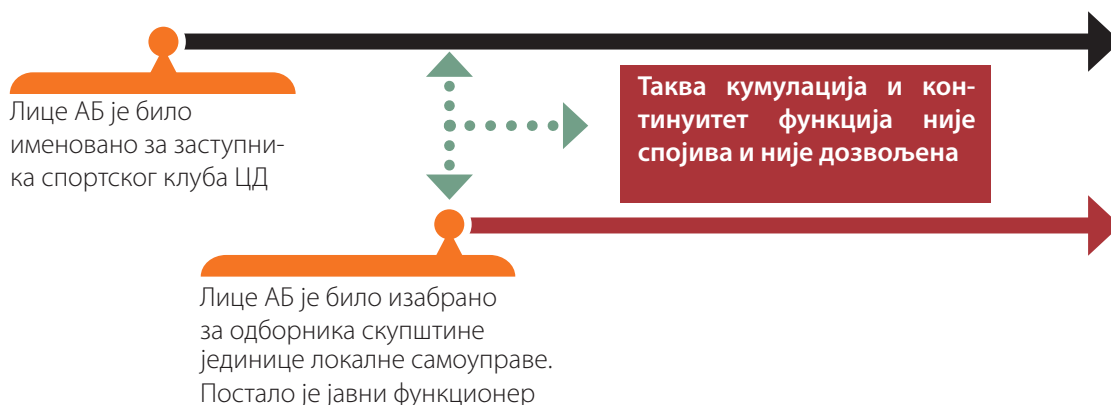 Лице АБ је било
именовано за заступни-
ка спортског клуба ЦД
Таква кумулација и кон-
тинуитет функција није
спојива и није дозвољена
Лице АБ је било изабрано
за одборника скупштине
јединице локалне самоуправе.
Постало је јавни функционер